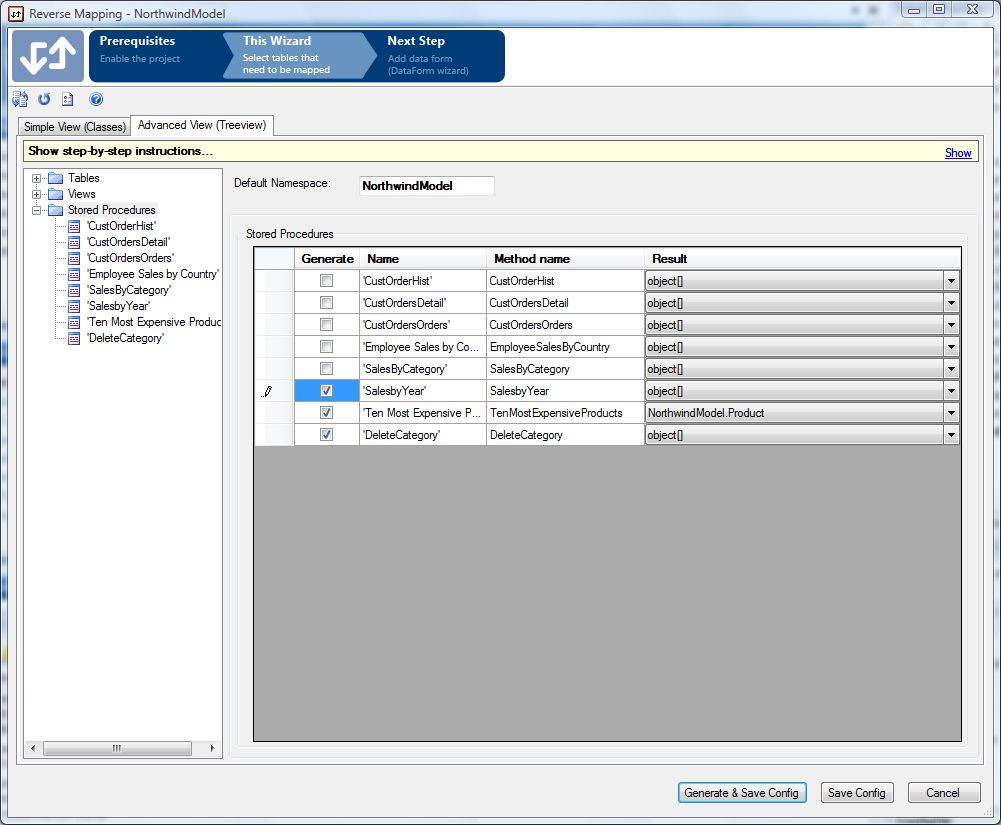 Reverse Mapping - NorthwindModel
Prerequisites
Enable the project
This Wizard
Select tables that
need to be mapped
Next Step
Add data form
(DataForm wizard)
Simple View (Classes)
Advanced View (Treeview)
Show step-by-step instructions...
Show
Tables
Views
Stored Procedures
'CustOrderHist'
'CustOrdersDetail'
'CustOrdersOrders'
'Employee Sales by Country'
'SalesByCategory'
'SalesbyYear'
'Ten Most Expensive Produc
'DeleteCategory'
Default Namespace:
NorthwindModel
Stored Procedures
Generate Name Method name Result
'CustOrderHist' CustOrderHist object[]
'CustOrdersDetail' CustOrdersDetail object[]
'CustOrdersOrders' CustOrdersOrders object[]
'Employee Sales by Co... EmployeeSalesByCountry object[]
'SalesByCategory' SalesByCategory object[]
'SalesbyYear' SalesbyYear object[]
'Ten Most Expensive P... TenMostExpensiveProducts NorthwindModel.Product
'DeleteCategory' DeleteCategory object[]
Generate & Save Config
Save Config
Cancel